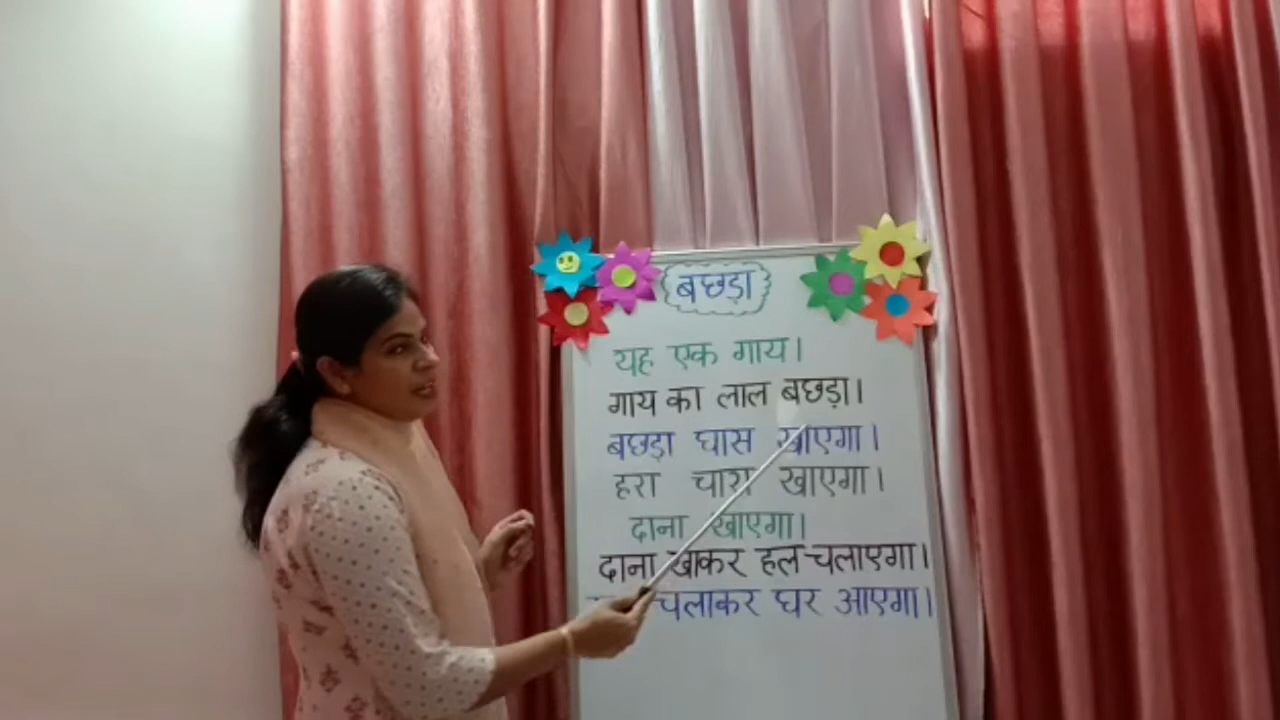 बछड़ा
यह एक गाय।
गाय का लाल बछड़ा।
बछड़ा घास खाएगा।
हरा चारा खाएगा।
दाना खाएगा।
दाना खाकर हल चलाएगा।
चलाकर घर आएगा।